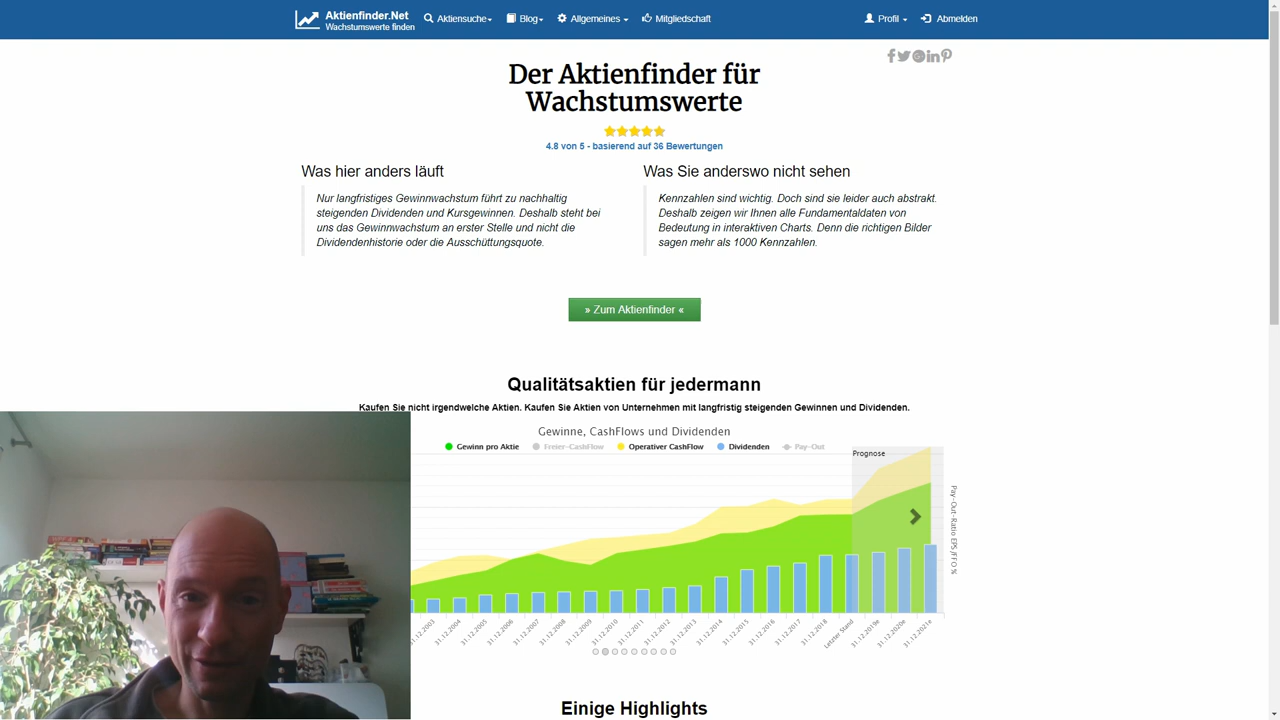 Aktienfinder.Net
Wachstumswerte finden
Aktiensuche
Blog
Allgemeines
Mitgliedschaft
Profil
Abmelden
Der Aktienfinder für
Wachstumswerte
4.8 von 5 - basierend auf 36 Bewertungen
Was hier anders läuft
Nur langfristiges Gewinnwachstum führt zu nachhaltig
steigenden Dividenden und Kursgewinnen. Deshalb steht bei
uns das Gewinnwachstum an erster Stelle und nicht die
Dividendenhistorie oder die Ausschüttungsquote.
Was Sie anderswo nicht sehen
Kennzahlen sind wichtig. Doch sind sie leider auch abstrakt.
Deshalb zeigen wir Ihnen alle Fundamentaldaten von
Bedeutung in interaktiven Charts. Denn die richtigen Bilder
sagen mehr als 1000 Kennzahlen.
» Zum Aktienfinder «
Qualitätsaktien für jedermann
Kaufen Sie nicht irgendwelche Aktien. Kaufen Sie Aktien von Unternehmen mit langfristig steigenden Gewinnen und Dividenden.
Gewinne, CashFlows und Dividenden
Gewinn pro Aktie
Freier-CashFlow
Operativer CashFlow
Dividenden
Pay-Out
Prognose
Pay-Out-Ratio EPS/FFO %
31.12.2003
31.12.2004
31.12.2005
31.12.2006
31.12.2007
31.12.2008
31.12.2009
31.12.2010
31.12.2011
31.12.2012
31.12.2013
31.12.2014
31.12.2015
31.12.2016
31.12.2017
31.12.2018
Letzter Stand
31.12.2019e
31.12.2020e
31.12.2021e
Einige Highlights